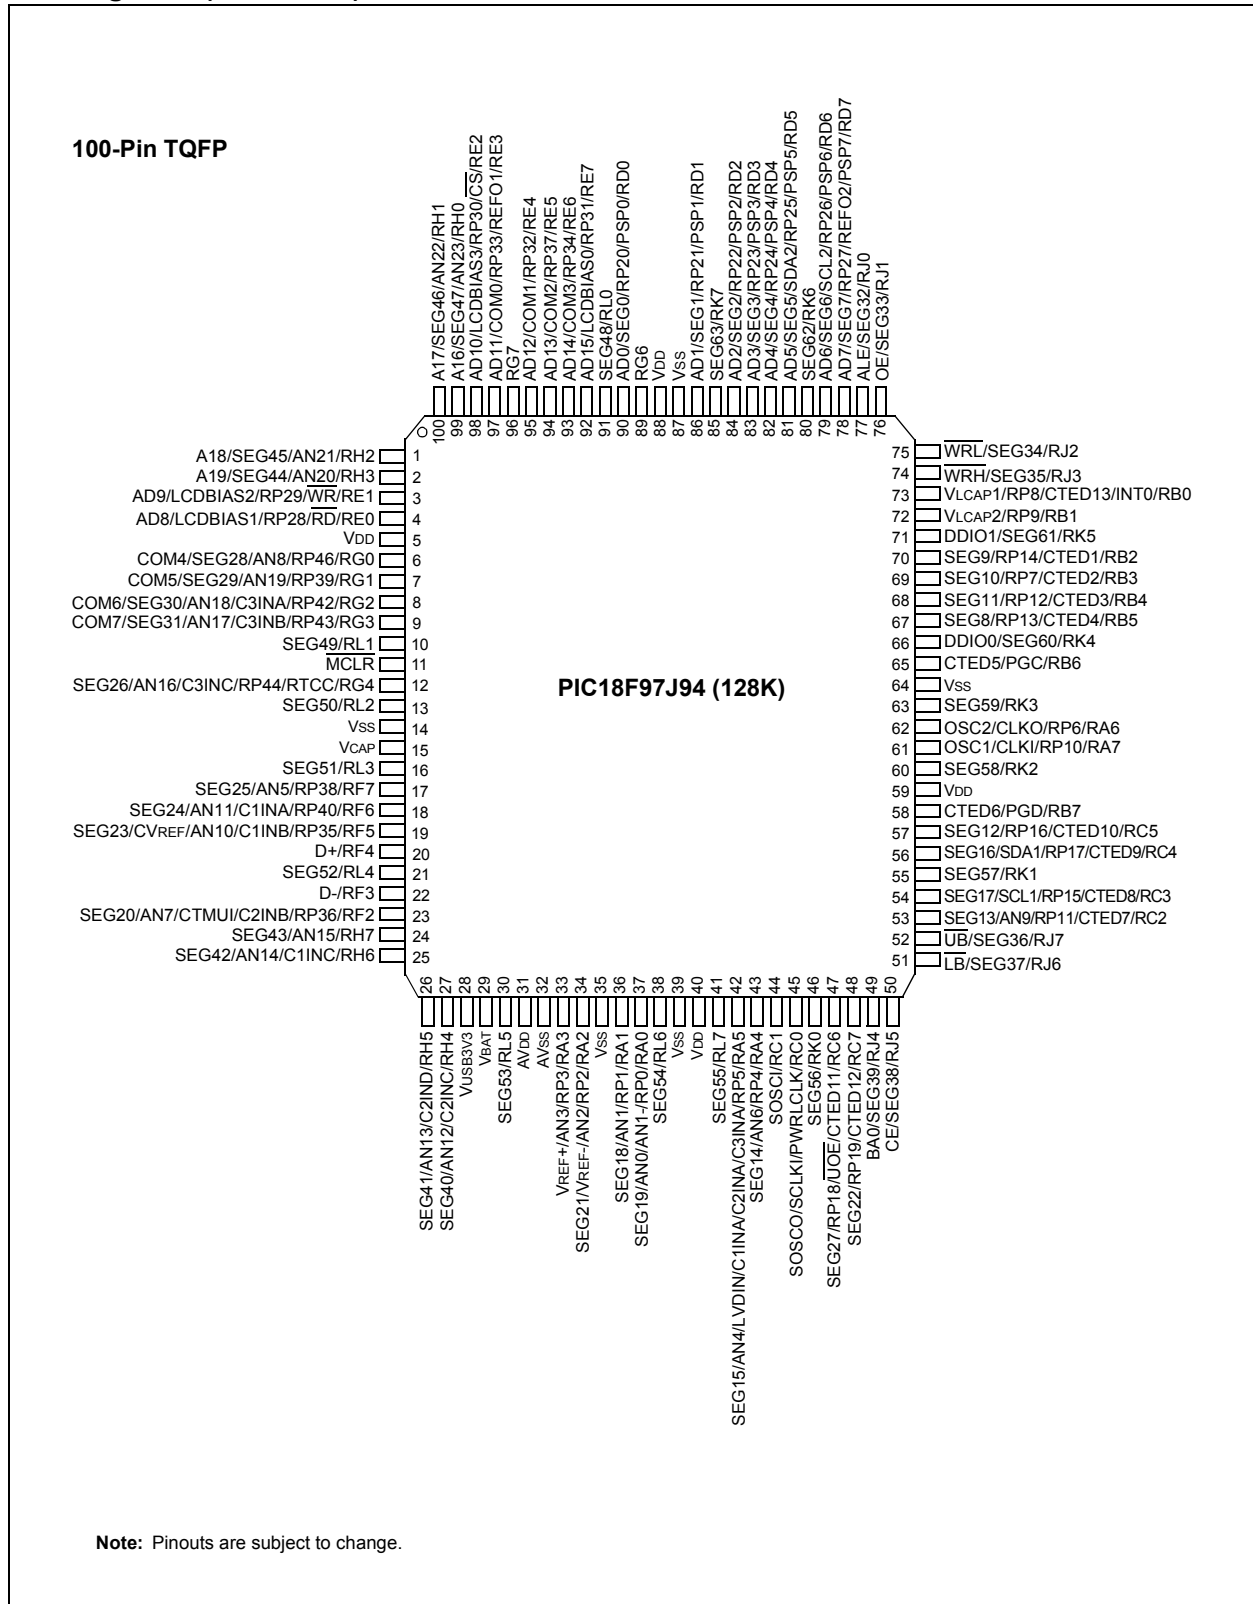 100-Pin TQFP
A17/SEG46/AN22/RH1
A16/SEG47/AN23/RH0
AD10/LCDBIAS3/RP30/CS/RE2
AD11/COM0/RP33/REFO1/RE3
RG7
AD12/COM1/RP32/RE4
AD13/COM2/RP37/RE5
AD14/COM3/RP34/RE6
AD15/LCDBIAS0/RP31/RE7
SEG48/RL0
AD0/SEG0/RP20/PSP0/RD0
RG6
VDD
VSS
AD1/SEG1/RP21/PSP1/RD1
SEG63/RK7
AD2/SEG2/RP22/PSP2/RD2
AD3/SEG3/RP23/PSP3/RD3
AD4/SEG4/RP24/PSP4/RD4
AD5/SEG5/SDA2/RP25/PSP5/RD5
SEG62/RK6
AD6/SEG6/SCL2/RP26/PSP6/RD6
AD7/SEG7/RP27/REFO2/PSP7/RD7
ALE/SEG32/RJ0
OE/SEG33/RJ1
100 99 98 97 96 95 94 93 92 91 90 89 88 87 86 85 84 83 82 81 80 79 78 77 76
A18/SEG45/AN21/RH2 1
A19/SEG44/AN20/RH3 2
AD9/LCDBIAS2/RP29/WR/RE1 3
AD8/LCDBIAS1/RP28/RD/RE0 4
VDD 5
COM4/SEG28/AN8/RP46/RG0 6
COM5/SEG29/AN19/RP39/RG1 7
COM6/SEG30/AN18/C3INA/RP42/RG2 8
COM7/SEG31/AN17/C3INB/RP43/RG3 9
SEG49/RL1 10
MCLR 11
SEG26/AN16/C3INC/RP44/RTCC/RG4 12
SEG50/RL2 13
VSS 14
VCAP 15
SEG51/RL3 16
SEG25/AN5/RP38/RF7 17
SEG24/AN11/C1INA/RP40/RF6 18
SEG23/CVREF/AN10/C1INB/RP35/RF5 19
D+/RF4 20
SEG52/RL4 21
D-/RF3 22
SEG20/AN7/CTMUI/C2INB/RP36/RF2 23
SEG43/AN15/RH7 24
SEG42/AN14/C1INC/RH6 25
PIC18F97J94 (128K)
75 WRL/SEG34/RJ2
74 WRH/SEG35/RJ3
73 VLCAP1/RP8/CTED13/INT0/RB0
72 VLCAP2/RP9/RB1
71 DDIO1/SEG61/RK5
70 SEG9/RP14/CTED1/RB2
69 SEG10/RP7/CTED2/RB3
68 SEG11/RP12/CTED3/RB4
67 SEG8/RP13/CTED4/RB5
66 DDIO0/SEG60/RK4
65 CTED5/PGC/RB6
64 VSS
63 SEG59/RK3
62 OSC2/CLKO/RP6/RA6
61 OSC1/CLKI/RP10/RA7
60 SEG58/RK2
59 VDD
58 CTED6/PGD/RB7
57 SEG12/RP16/CTED10/RC5
56 SEG16/SDA1/RP17/CTED9/RC4
55 SEG57/RK1
54 SEG17/SCL1/RP15/CTED8/RC3
53 SEG13/AN9/RP11/CTED7/RC2
52 UB/SEG36/RJ7
51 LB/SEG37/RJ6
26 27 28 29 30 31 32 33 34 35 36 37 38 39 40 41 42 43 44 45 46 47 48 49 50
SEG41/AN13/C2IND/RH5
SEG40/AN12/C2INC/RH4
VUSB3V3
VBAT
SEG53/RL5
AVDD
AVSS
VREF+/AN3/RP3/RA3
SEG21/VREF-/AN2/RP2/RA2
VSS
SEG18/AN1/RP1/RA1
SEG19/AN0/AN1-/RP0/RA0
SEG54/RL6
VSS
VDD
SEG55/RL7
SEG15/AN4/LVDIN/C1INA/C2INA/C3INA/RP5/RA5
SEG14/AN6/RP4/RA4
SOSCI/RC1
SOSCO/SCLKI/PWRLCLK/RC0
SEG56/RK0
SEG27/RP18/UOE/CTED11/RC6
SEG22/RP19/CTED12/RC7
BA0/SEG39/RJ4
CE/SEG38/RJ5
Note: Pinouts are subject to change.